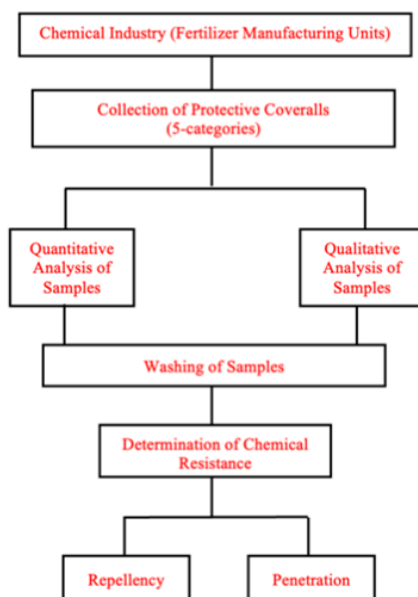 Chemical Industry (Fertilizer Manufacturing Units)
Collection of Protective Coveralls
(5-categories)
Quantitative
Analysis of
Samples
Qualitative
Analysis of
Samples
Washing of Samples
Determination of Chemical
Resistance
Repellency
Penetration